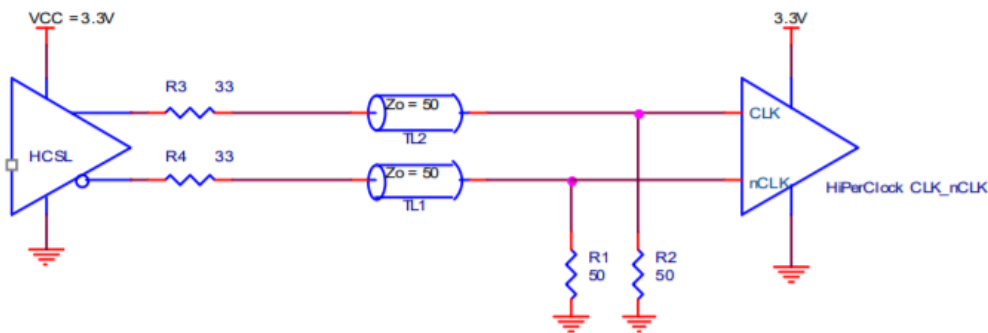 VCC = 3.3V
3.3V
R3 33
Zo = 50
TL2
CLK
HCSL
R4 33
Zo = 50
TL1
nCLK
HiPerClock CLK_nCLK
R1
50
R2
50